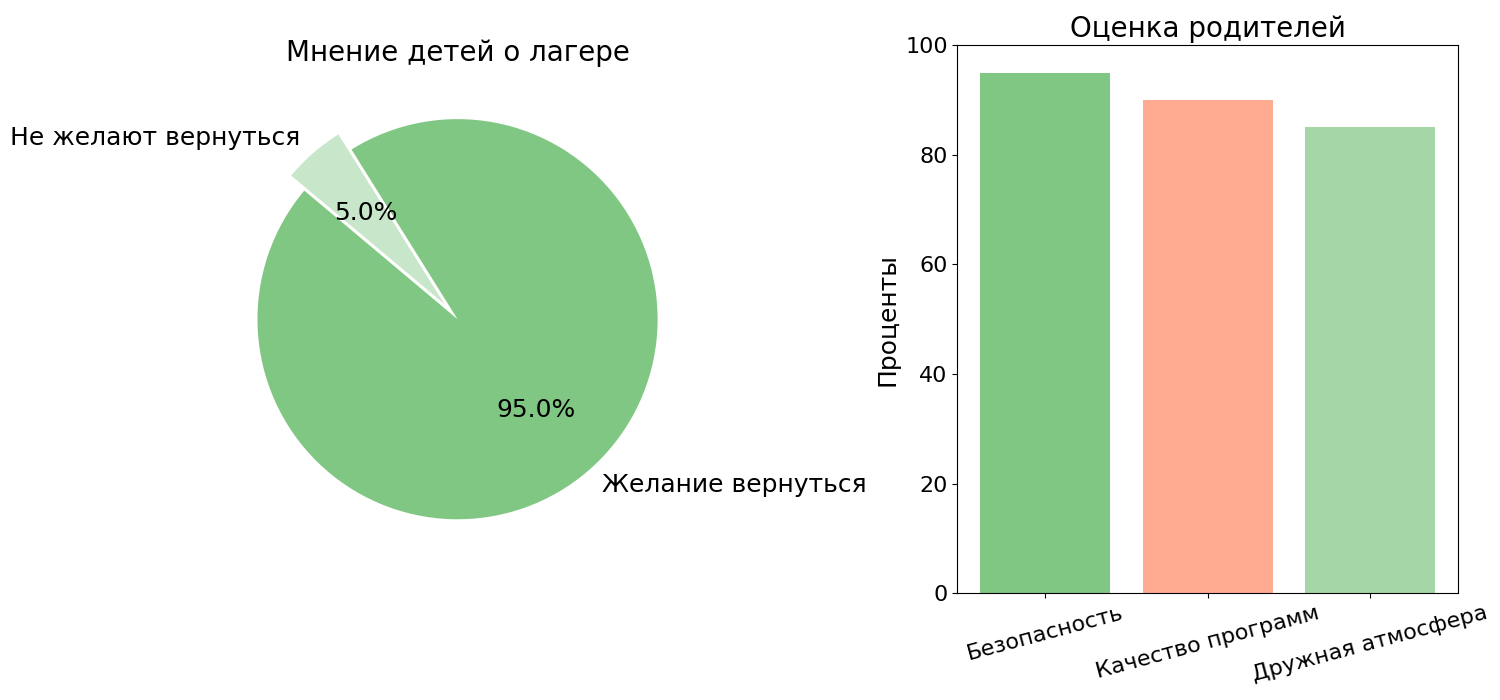 Мнение детей о лагере
Не желают вернуться
5.0%
95.0%
Желание вернуться
Оценка родителей
Проценты
100
80
60
40
20
0
Безопасность
Качество программ
Дружная атмосфера